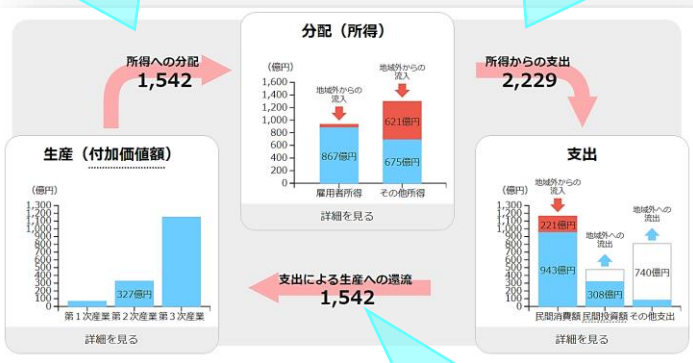 分配（所得）
所得への分配
1,542
所得からの支出
2,229
（億円）
1,600
1,400
1,200
1,000
800
600
400
200
0
地域外からの
流入
地域外からの
流入
867億円
621億円
675億円
雇用者所得 その他所得
詳細を見る
生産（付加価値額）
（億円）
1,300
1,200
1,100
1,000
900
800
700
600
500
400
300
200
100
0
327億円
第1次産業 第2次産業 第3次産業
詳細を見る
支出による生産への還流
1,542
支出
（億円）
1,300
1,200
1,100
1,000
900
800
700
600
500
400
300
200
100
0
地域外からの
流入
地域外への
流出
地域外への
流出
221億円
943億円
308億円
740億円
民間消費額 民間投資額 その他支出
詳細を見る